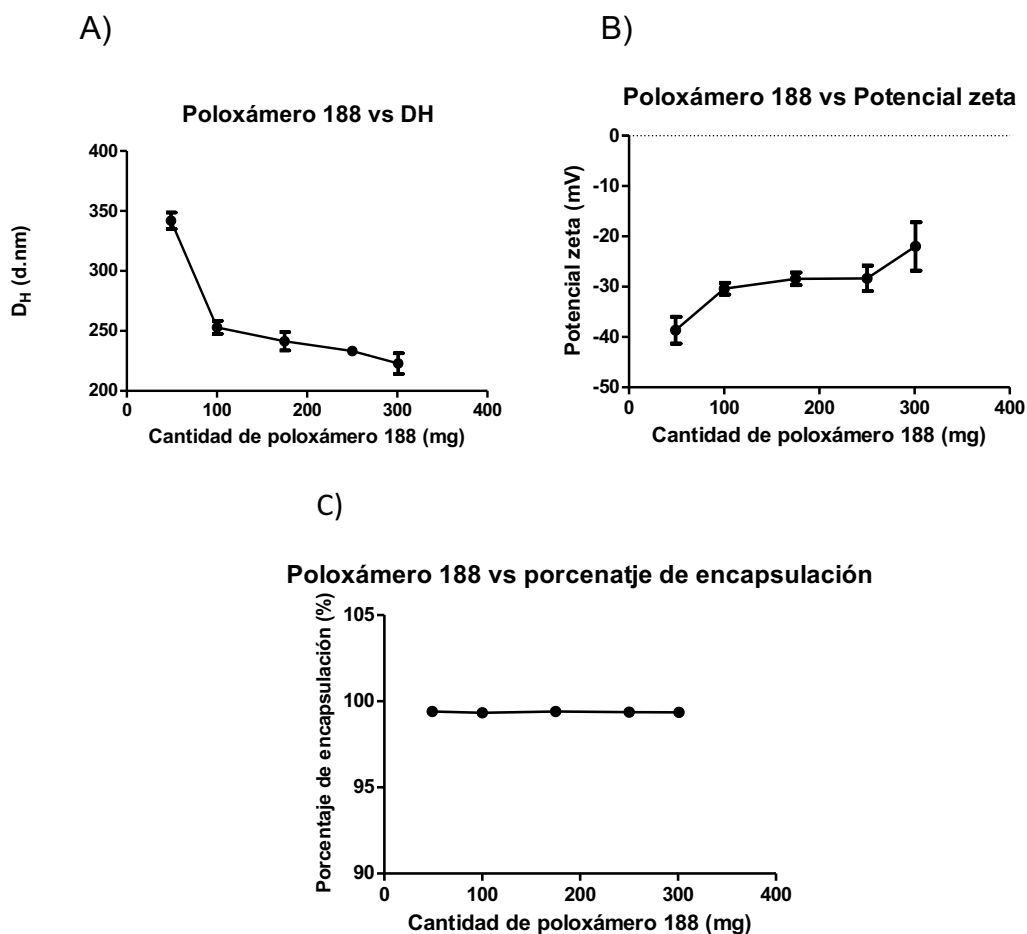 A)
Poloxámero 188 vs DH
400
350
300
250
200
D_H (d.nm)
0 100 200 300 400
Cantidad de poloxámero 188 (mg)
B)
Poloxámero 188 vs Potencial zeta
0
-10
-20
-30
-40
-50
Potencial zeta (mV)
0 100 200 300 400
Cantidad de poloxámero 188 (mg)
C)
Poloxámero 188 vs porcenatje de encapsulación
105
100
95
90
Porcentaje de encapsulación (%)
0 100 200 300 400
Cantidad de poloxámero 188 (mg)